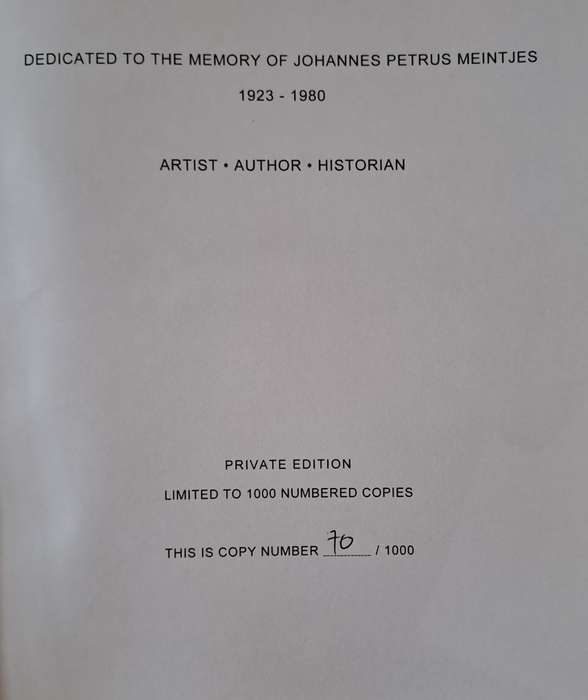 DEDICATED TO THE MEMORY OF JOHANNES PETRUS MEINTJES
1923 - 1980
ARTIST • AUTHOR • HISTORIAN
PRIVATE EDITION
LIMITED TO 1000 NUMBERED COPIES
THIS IS COPY NUMBER 70 / 1000